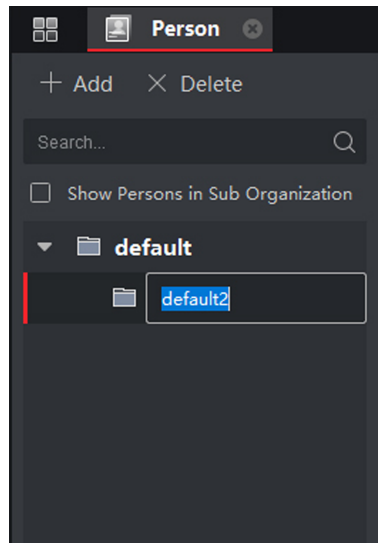 Person
Add Delete
Search...
Show Persons in Sub Organization
default
default2